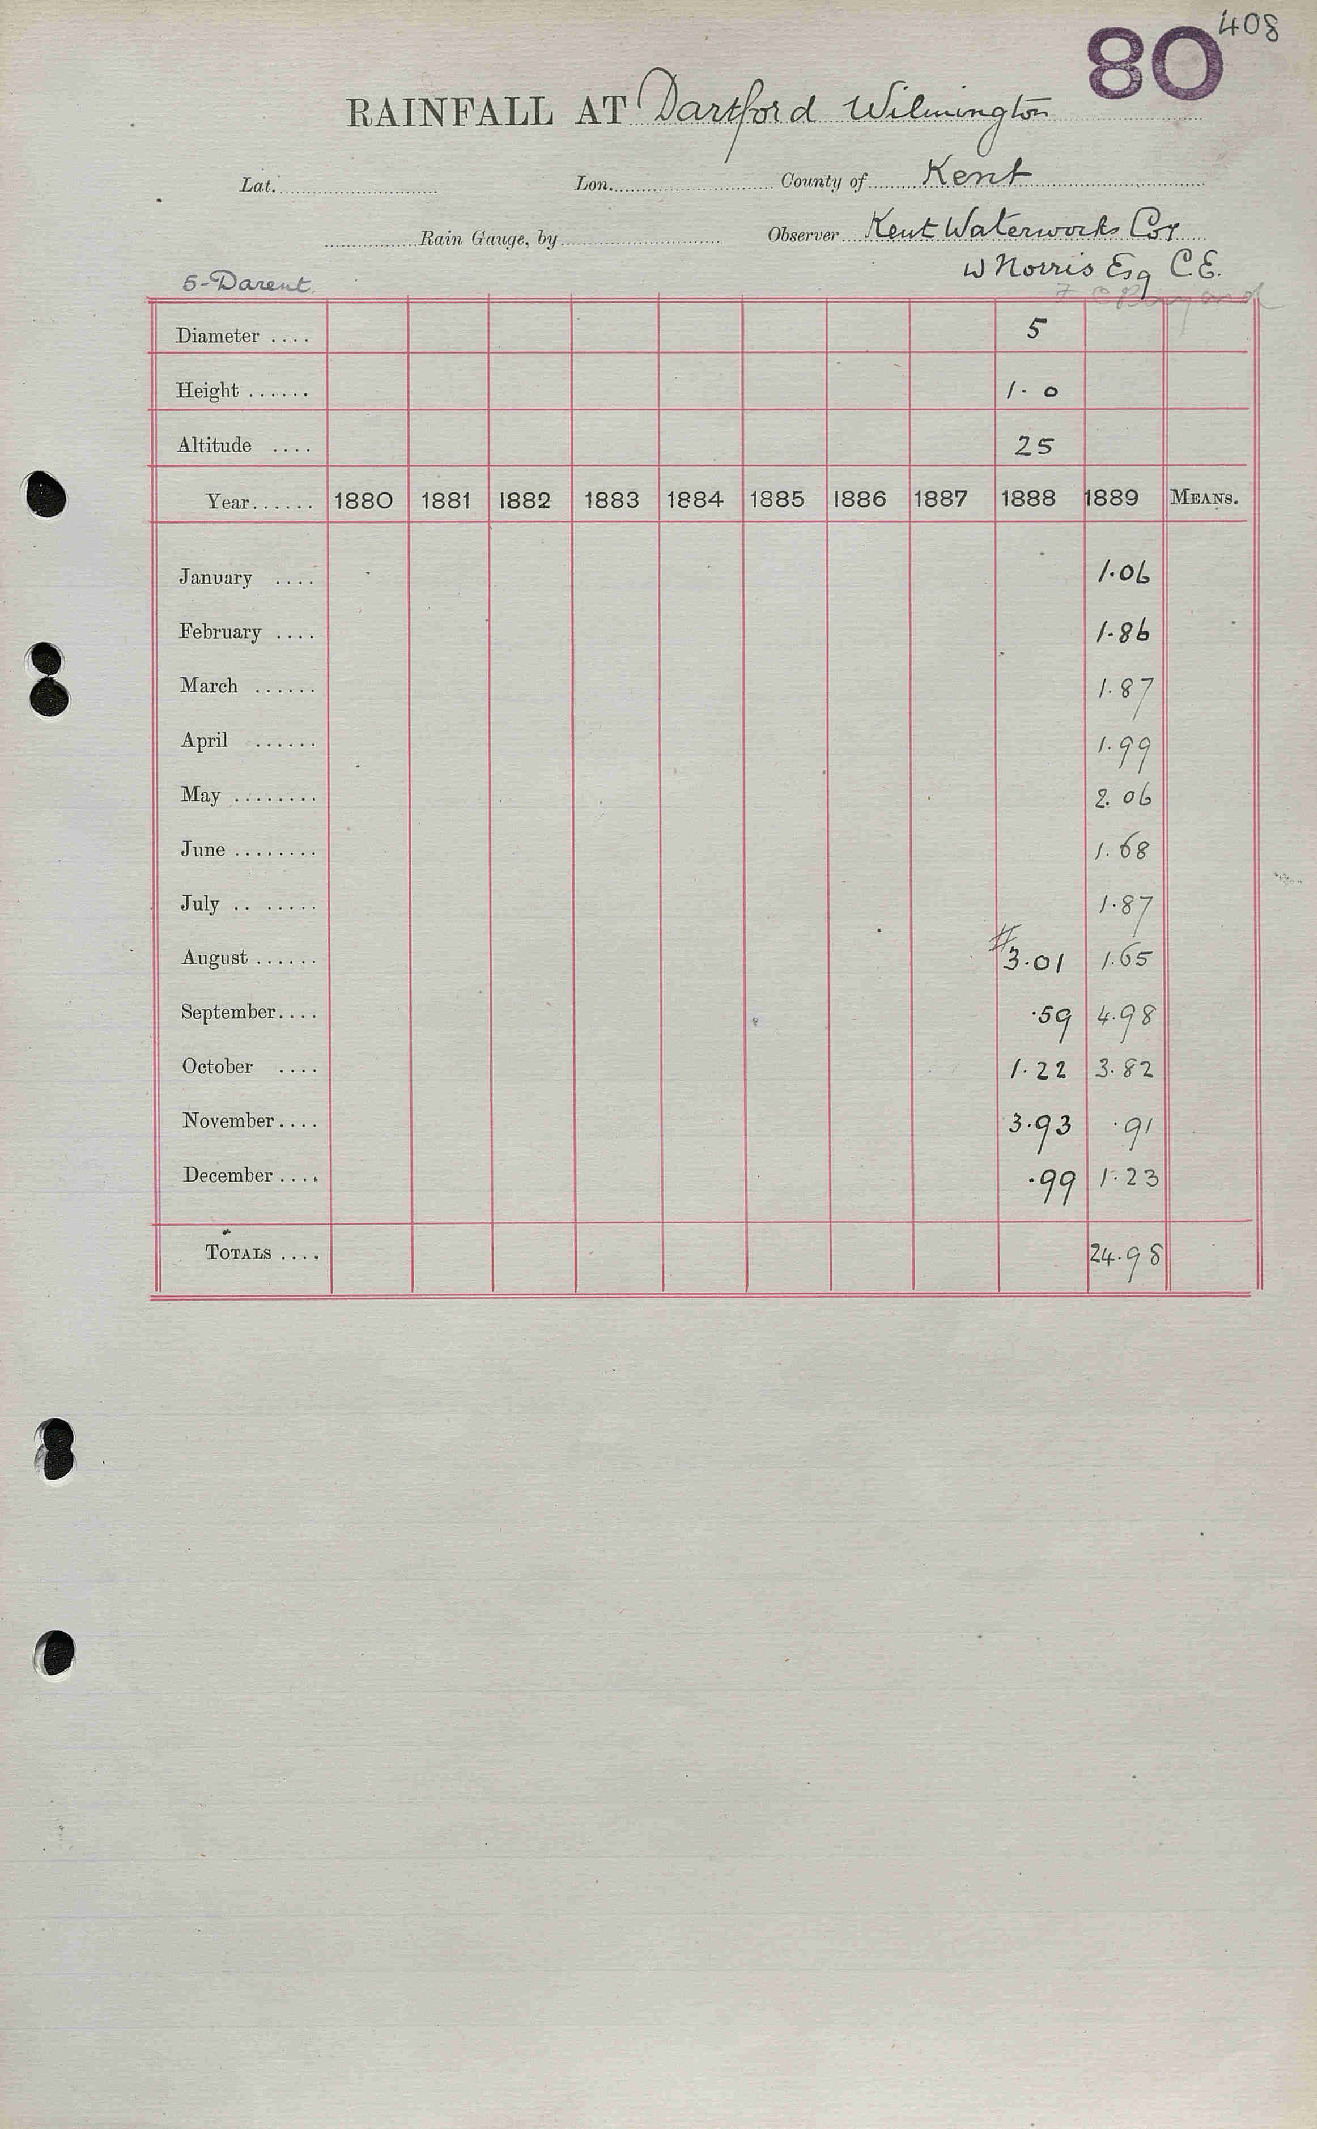 408
80
RAINFALL AT Dartford Wilmington
Lat. Lon. County of Kent
Rain Gauge, by Observer Kent Waterworks Coy
W Norris Esq C.E.
5-Darent
Diameter .... 5
Height ...... 1. 0
Altitude .... 25
Year...... 1880 1881 1882 1883 1884 1885 1886 1887 1888 1889 MEANS.
January .... 1.06
February .... 1.86
March ...... 1.87
April ...... 1.99
May ........ 2.06
June ........ 1.68
July .. ...... 1.87
August ...... #3.01 1.65
September.... .59 4.98
October .... 1.22 3.82
November.... 3.93 .91
December.... .99 1.23
TOTALS .... 24.98